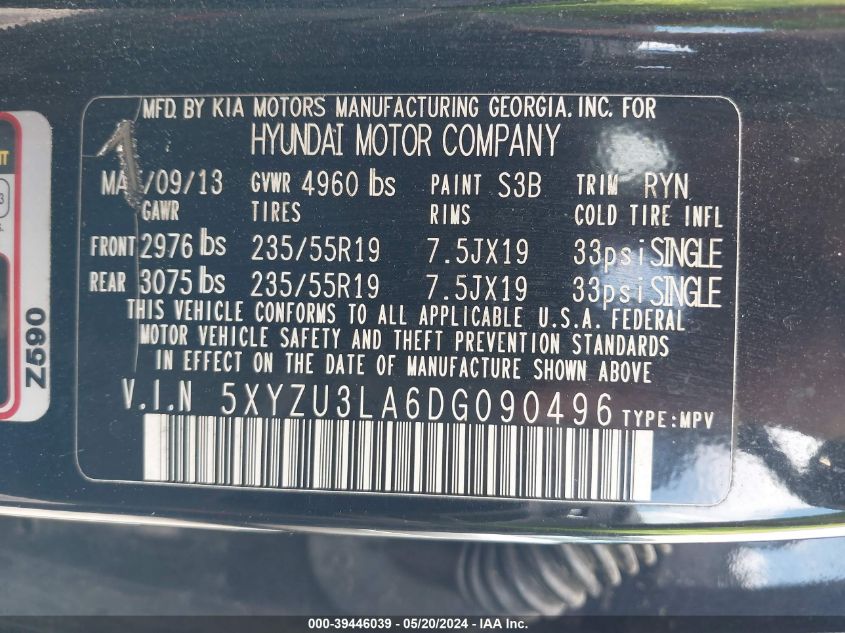 MFD. BY KIA MOTORS MANUFACTURING GEORGIA. INC. FOR
HYUNDAI MOTOR COMPANY
/09/13 GVWR 4960 lbs PAINT S3B TRIM RYN
GAWR TIRES RIMS COLD TIRE INFL
FRONT 2976 lbs 235/55R19 7.5JX19 33psi SINGLE
REAR 3075 lbs 235/55R19 7.5JX19 33psi SINGLE
THIS VEHICLE CONFORMS TO ALL APPLICABLE U.S.A. FEDERAL
MOTOR VEHICLE SAFETY AND THEFT PREVENTION STANDARDS
IN EFFECT ON THE DATE OF MANUFACTURE SHOWN ABOVE
V.I.N 5XYZU3LA6DG090496 TYPE:MPV
Z590
000-39446039 - 05/20/2024 - IAA Inc.